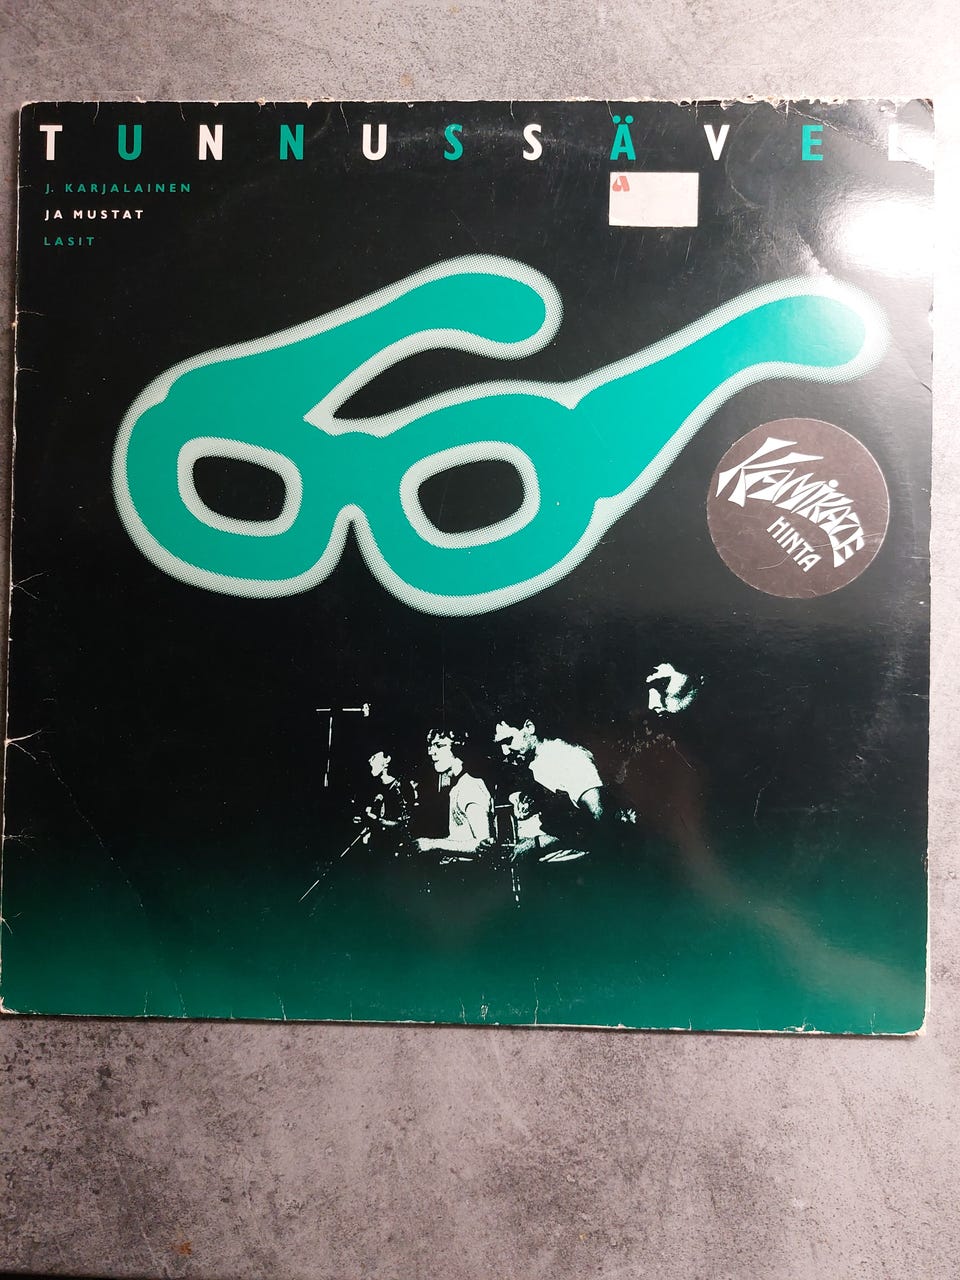 TUNNUSSÄVEL
J. KARJALAINEN
JA MUSTAT
LASIT
KAMIKAZE
HINTA